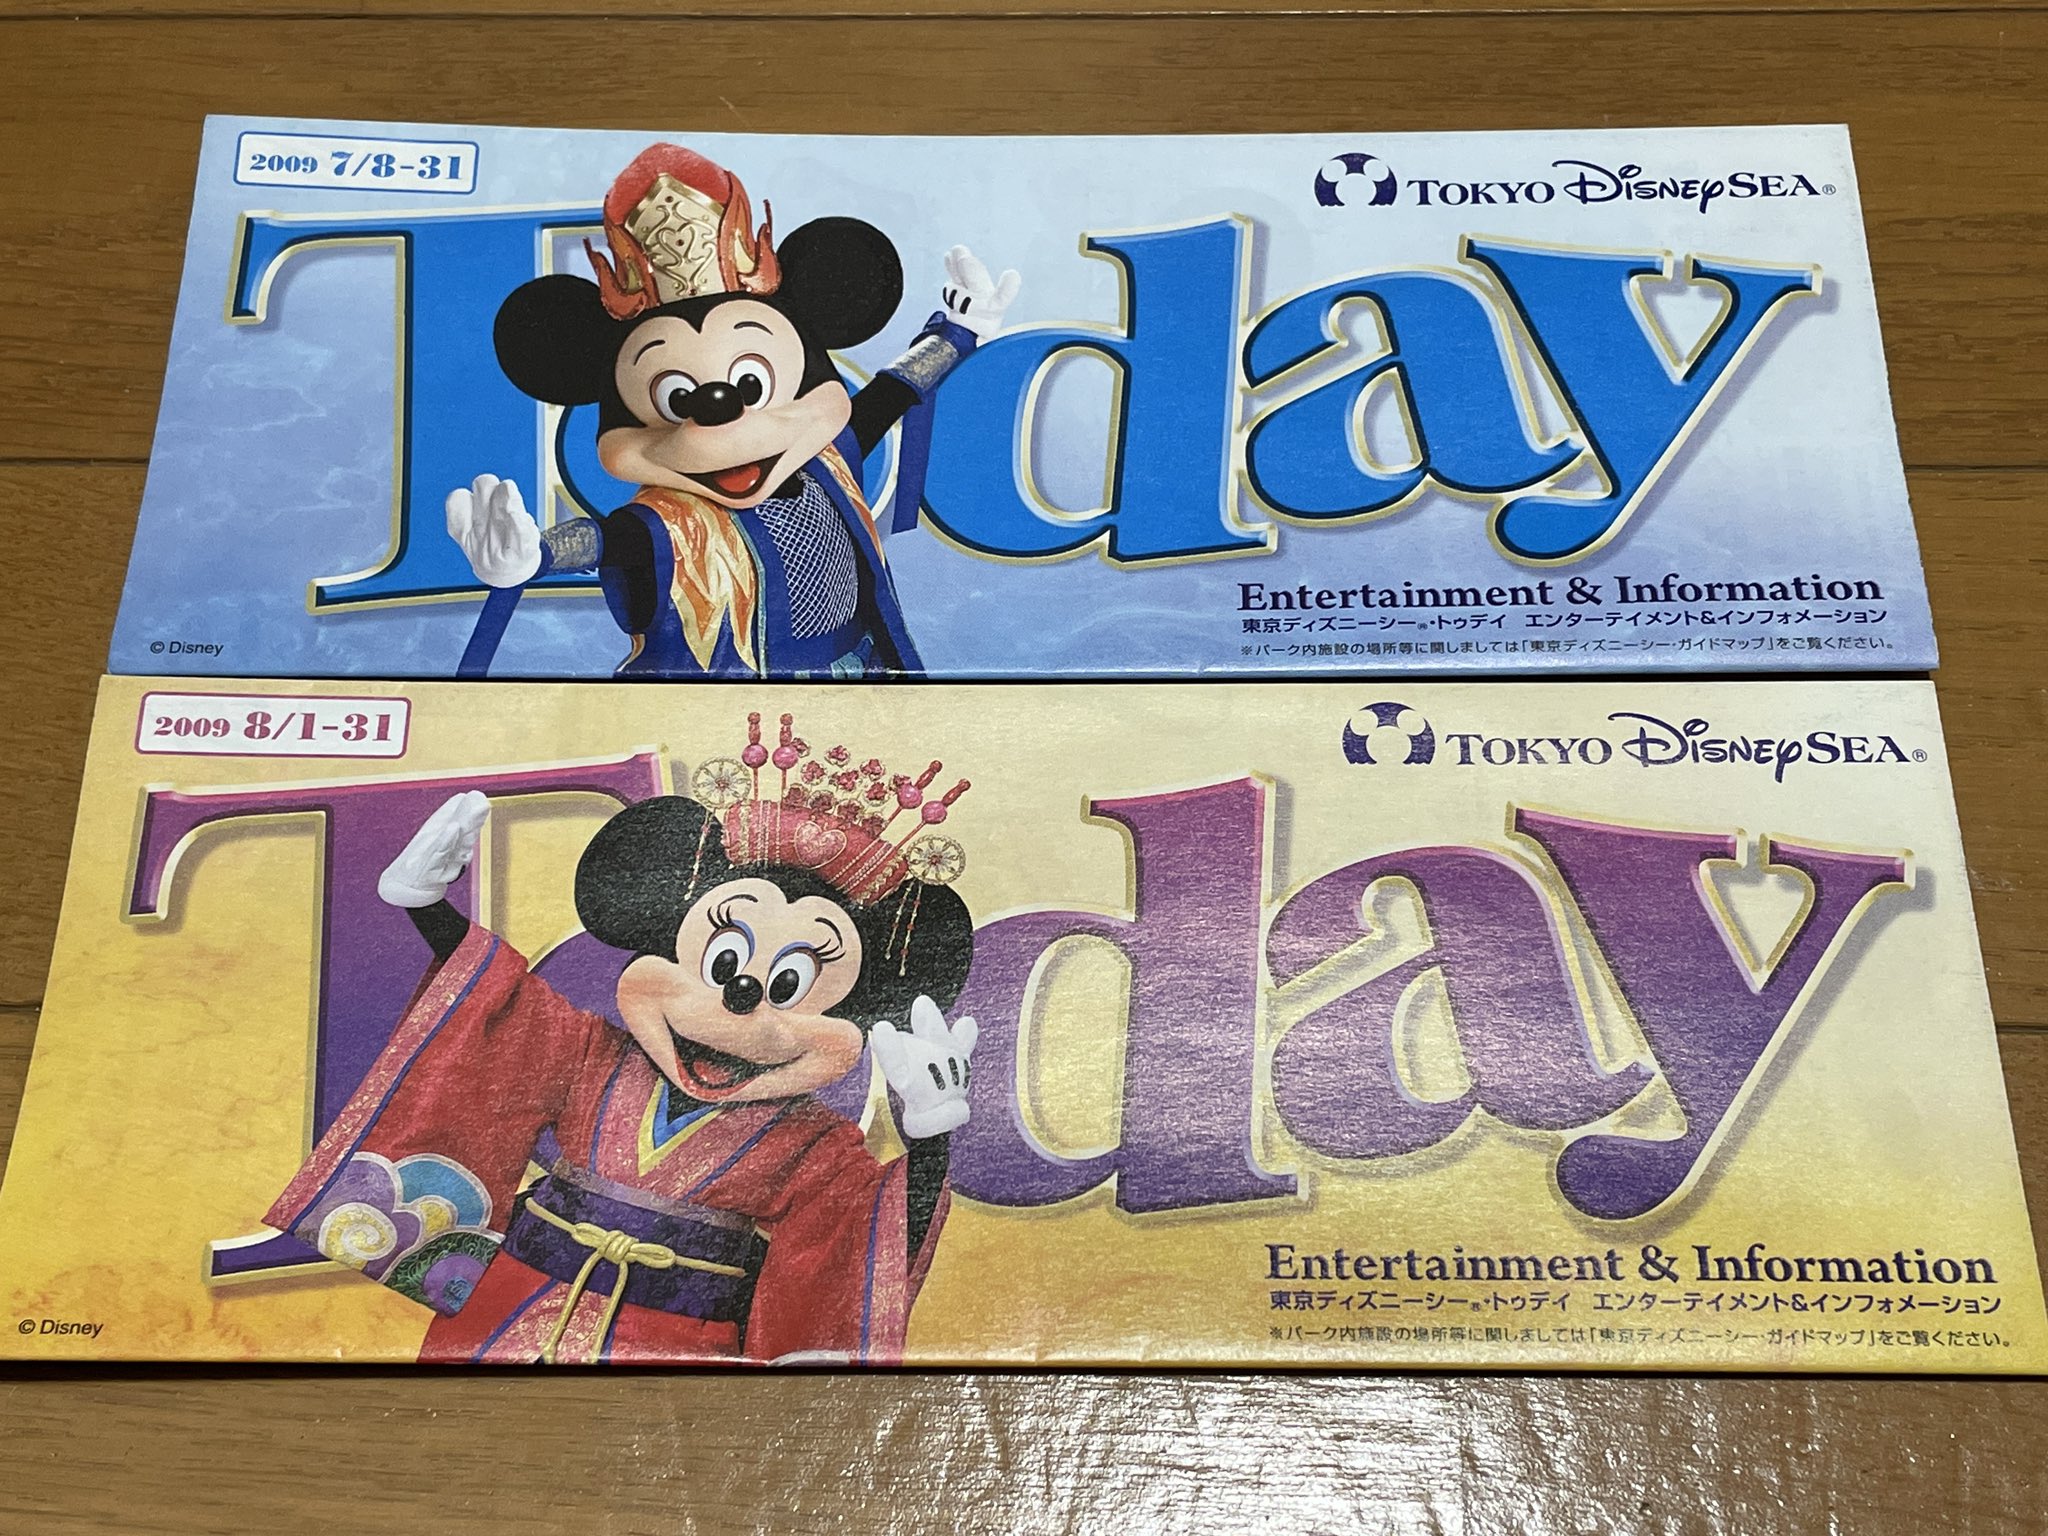 2009 7/8-31
TOKYO DISNEY SEA®
Today
Entertainment & Information
東京ディズニーシー®・トゥデイ エンターテイメント&インフォメーション
※パーク内施設の場所等に関しましては「東京ディズニーシー・ガイドマップ」をご覧ください。
© Disney
2009 8/1-31
TOKYO DISNEY SEA®
Today
Entertainment & Information
東京ディズニーシー®・トゥデイ エンターテイメント&インフォメーション
※パーク内施設の場所等に関しましては「東京ディズニーシー・ガイドマップ」をご覧ください。
© Disney